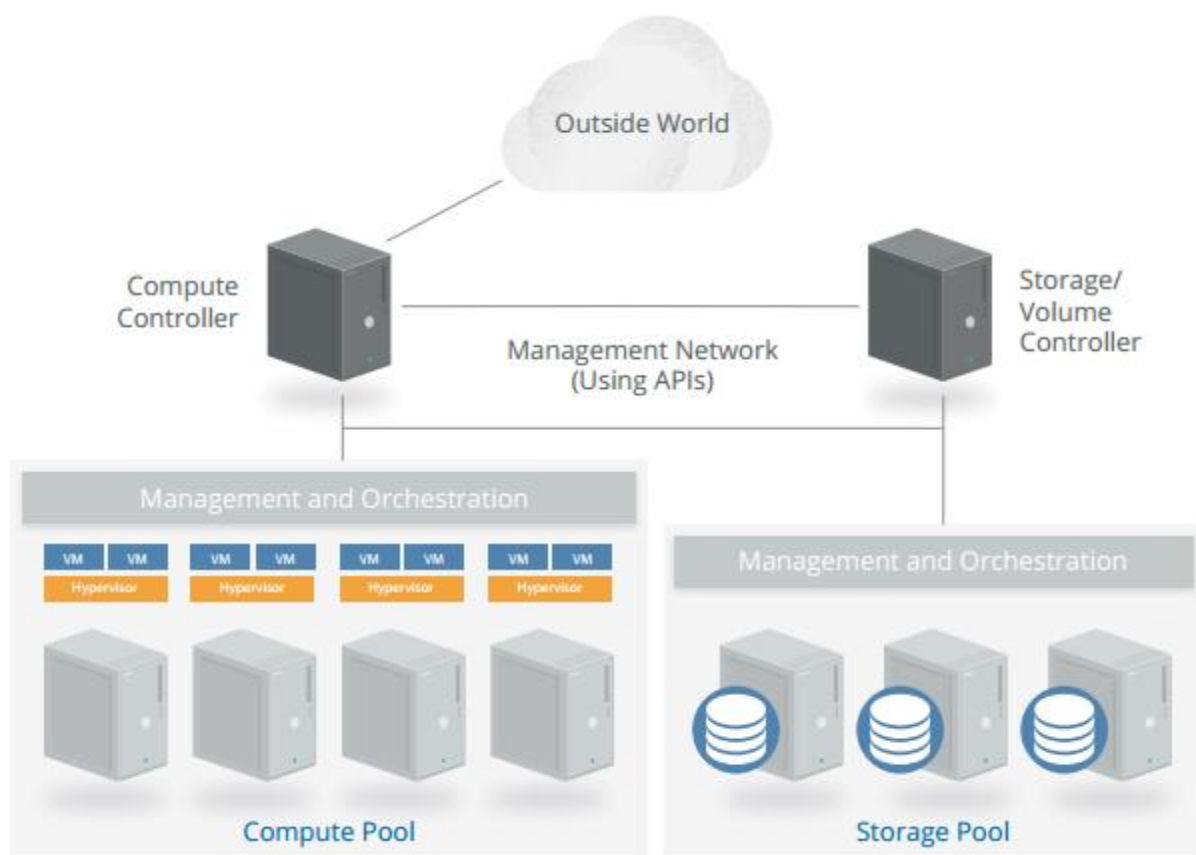 Outside World
Compute
Controller
Storage/
Volume
Controller
Management Network
(Using APIs)
Management and Orchestration
VM VM VM VM VM VM VM VM
Hypervisor Hypervisor Hypervisor Hypervisor
Management and Orchestration
Compute Pool
Storage Pool